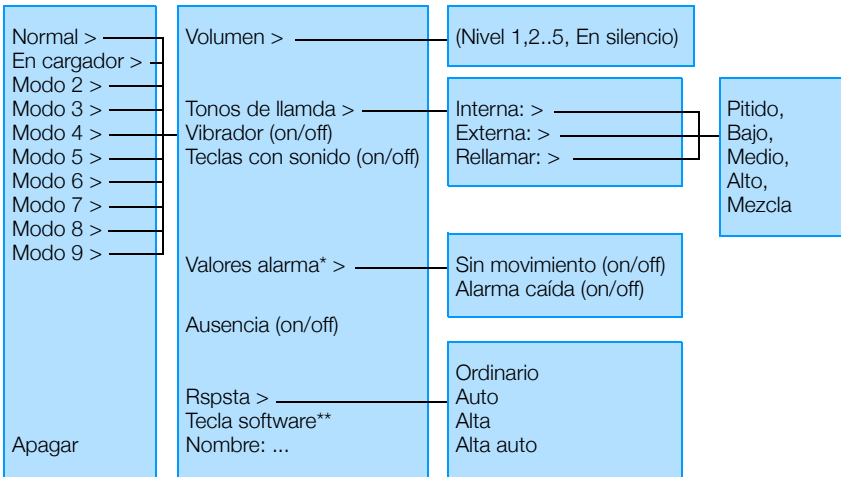 Normal >
En cargador >
Modo 2 >
Modo 3 >
Modo 4 >
Modo 5 >
Modo 6 >
Modo 7 >
Modo 8 >
Modo 9 >
Apagar
Volumen >
Tonos de llamda >
Vibrador (on/off)
Teclas con sonido (on/off)
Valores alarma* >
Ausencia (on/off)
Rspsta >
Tecla software**
Nombre: ...
(Nivel 1,2..5, En silencio)
Interna: >
Externa: >
Rellamar: >
Sin movimiento (on/off)
Alarma caída (on/off)
Ordinario
Auto
Alta
Alta auto
Pitido,
Bajo,
Medio,
Alto,
Mezcla